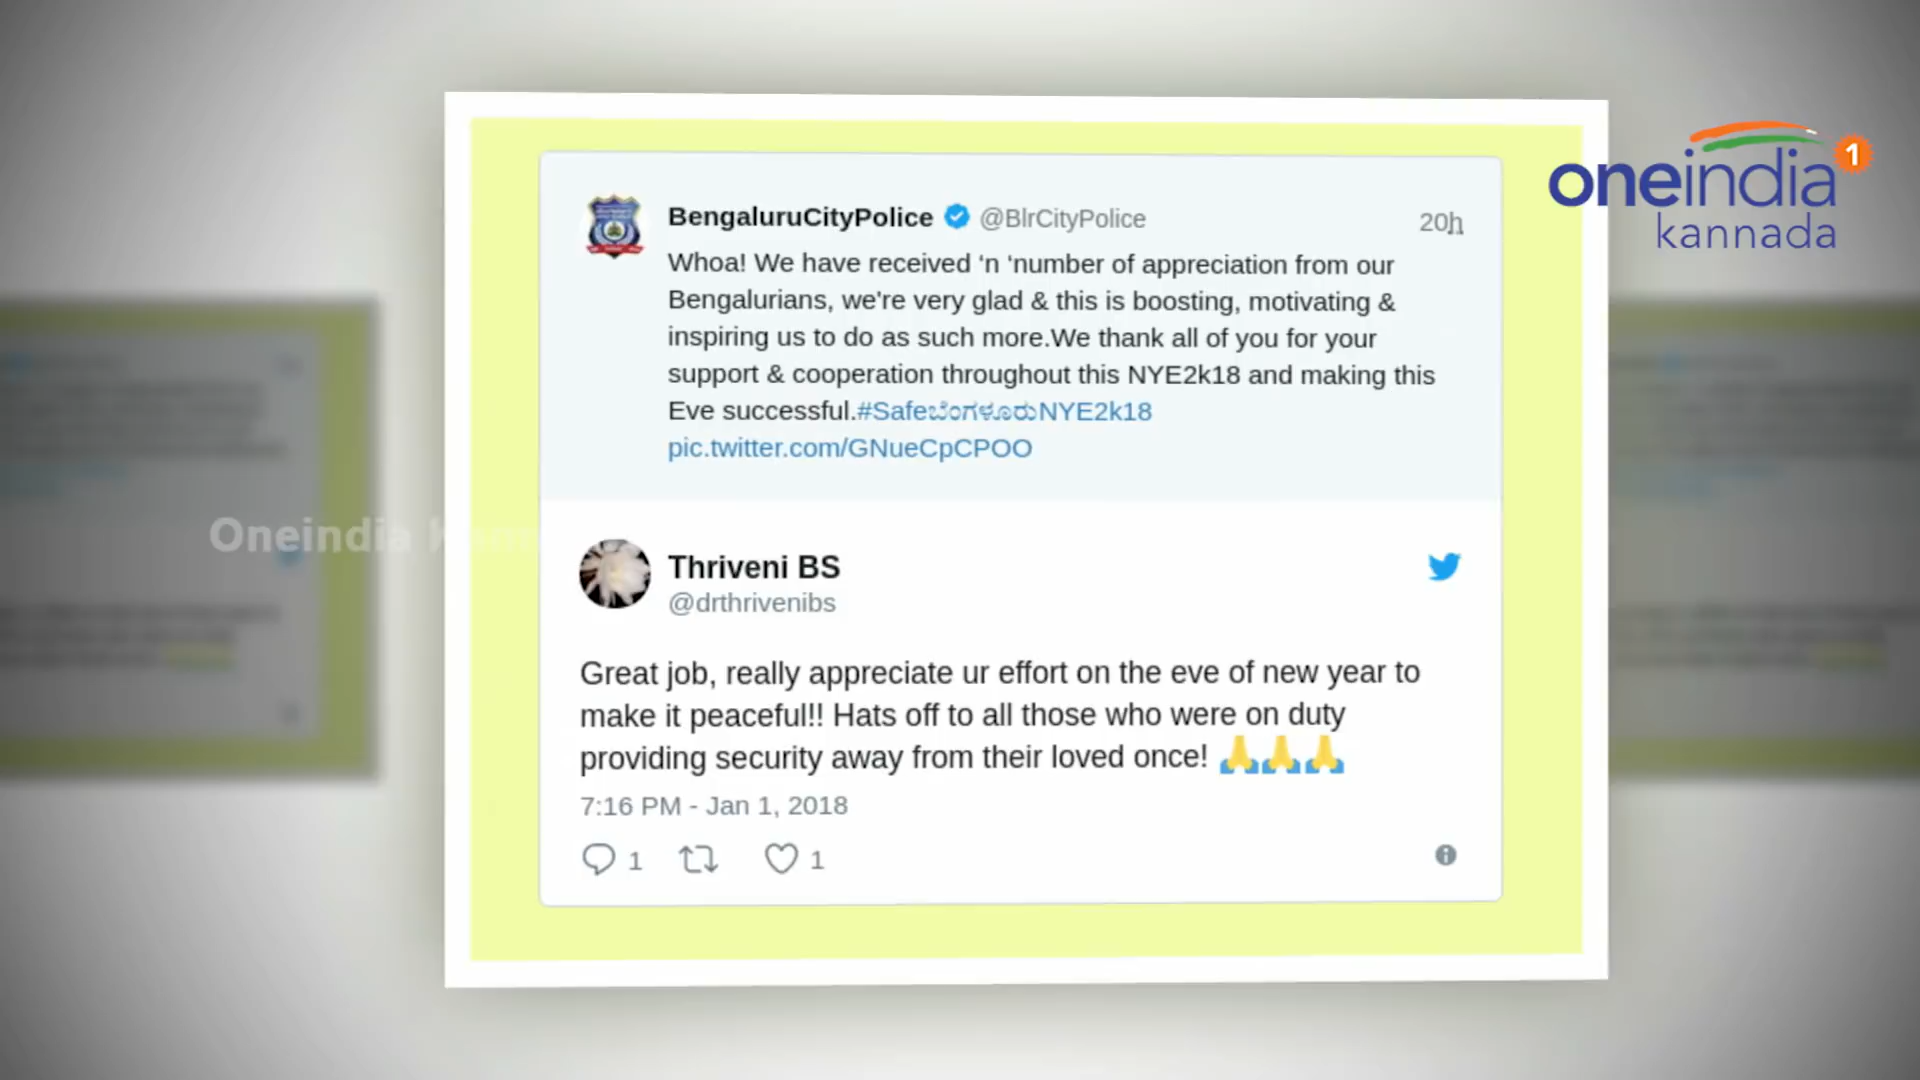 BengaluruCityPolice @BlrCityPolice 20h
Whoa! We have received ‘n ‘number of appreciation from our
Bengalurians, we're very glad & this is boosting, motivating &
inspiring us to do as such more.We thank all of you for your
support & cooperation throughout this NYE2k18 and making this
Eve successful.#SafeಬೆಂಗಳೂರುNYE2k18
pic.twitter.com/GNueCpCPOO
Thriveni BS
@drthrivenibs
Great job, really appreciate ur effort on the eve of new year to
make it peaceful!! Hats off to all those who were on duty
providing security away from their loved once! 🙏🙏🙏
7:16 PM - Jan 1, 2018
1 1
oneindia 1
kannada
Oneindia